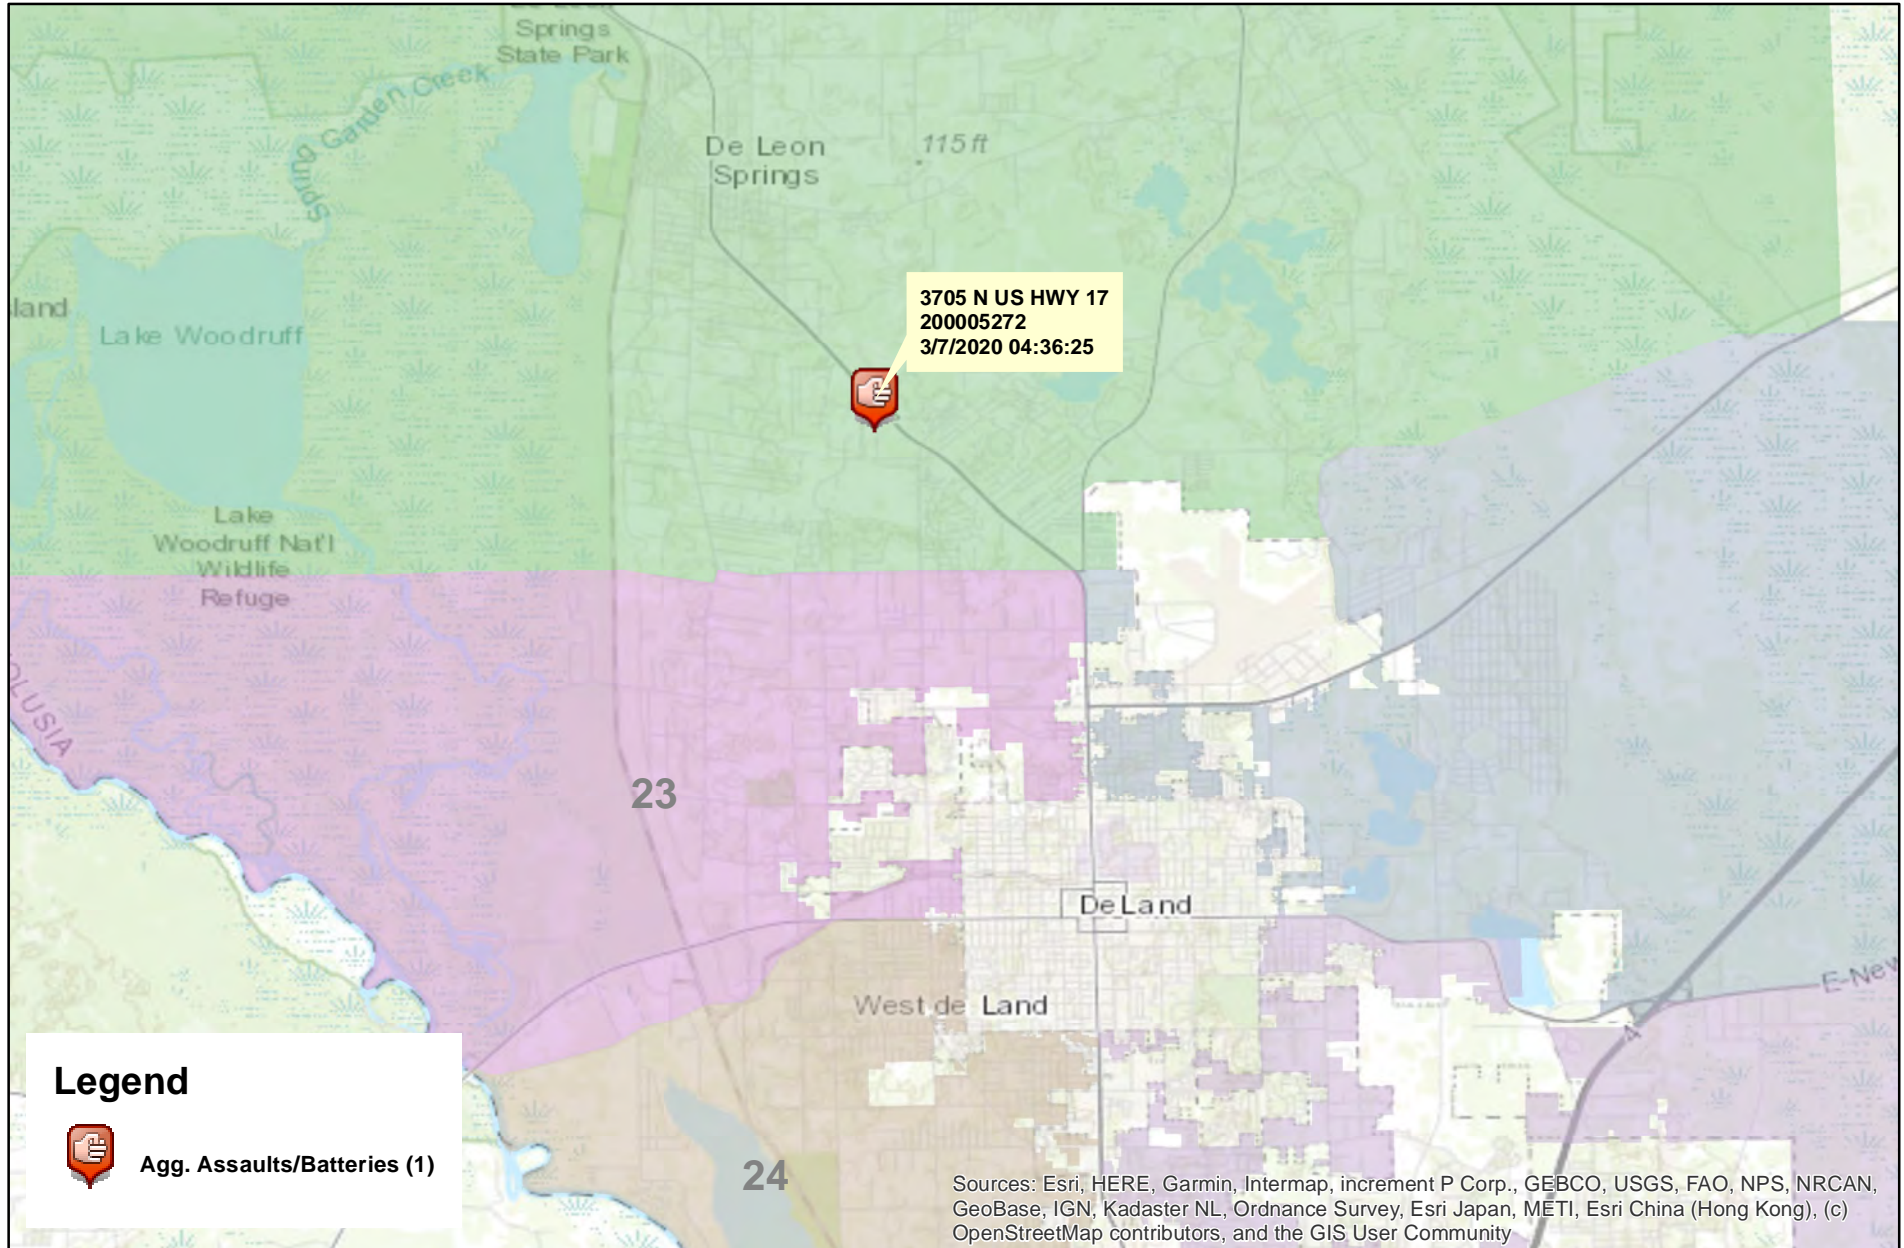 Springs
State Park
Spring Garden Creek
De Leon
Springs
115 ft
3705 N US HWY 17
200005272
3/7/2020 04:36:25
Lake Woodruff
Lake
Woodruff Nat'l
Wildlife
Refuge
23
De Land
West de Land
4
24
Legend
Agg. Assaults/Batteries (1)
Sources: Esri, HERE, Garmin, Intermap, increment P Corp., GEBCO, USGS, FAO, NPS, NRCAN,
GeoBase, IGN, Kadaster NL, Ordnance Survey, Esri Japan, METI, Esri China (Hong Kong), (c)
OpenStreetMap contributors, and the GIS User Community